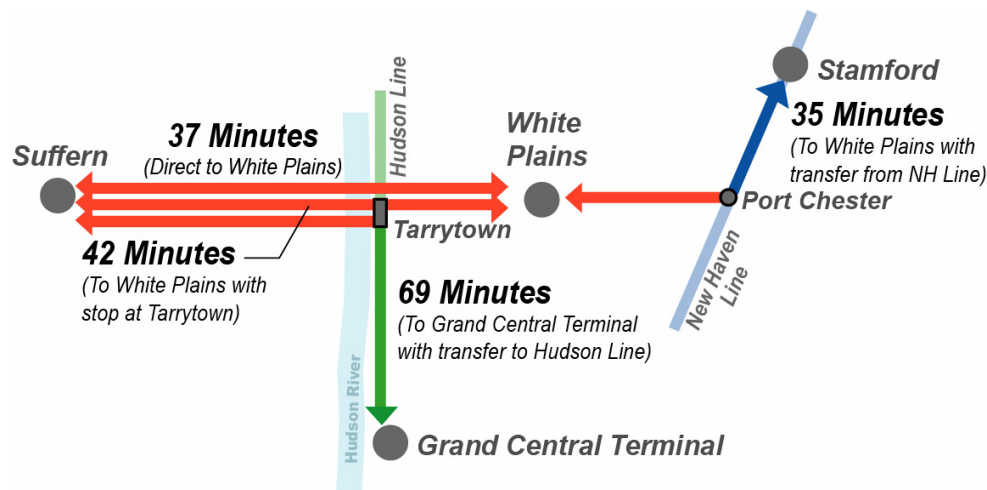 Suffern
37 Minutes
(Direct to White Plains)
Hudson Line
White
Plains
Stamford
35 Minutes
(To White Plains with
transfer from NH Line)
Port Chester
Tarrytown
42 Minutes
(To White Plains with
stop at Tarrytown)
69 Minutes
(To Grand Central Terminal
with transfer to Hudson Line)
New Haven
Line
Hudson River
Grand Central Terminal